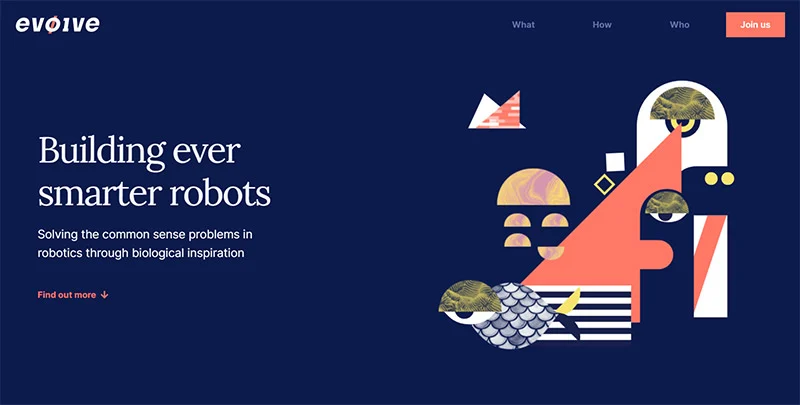 evø1ve
What
How
Who
Join us
Building ever
smarter robots
Solving the common sense problems in
robotics through biological inspiration
Find out more ↓